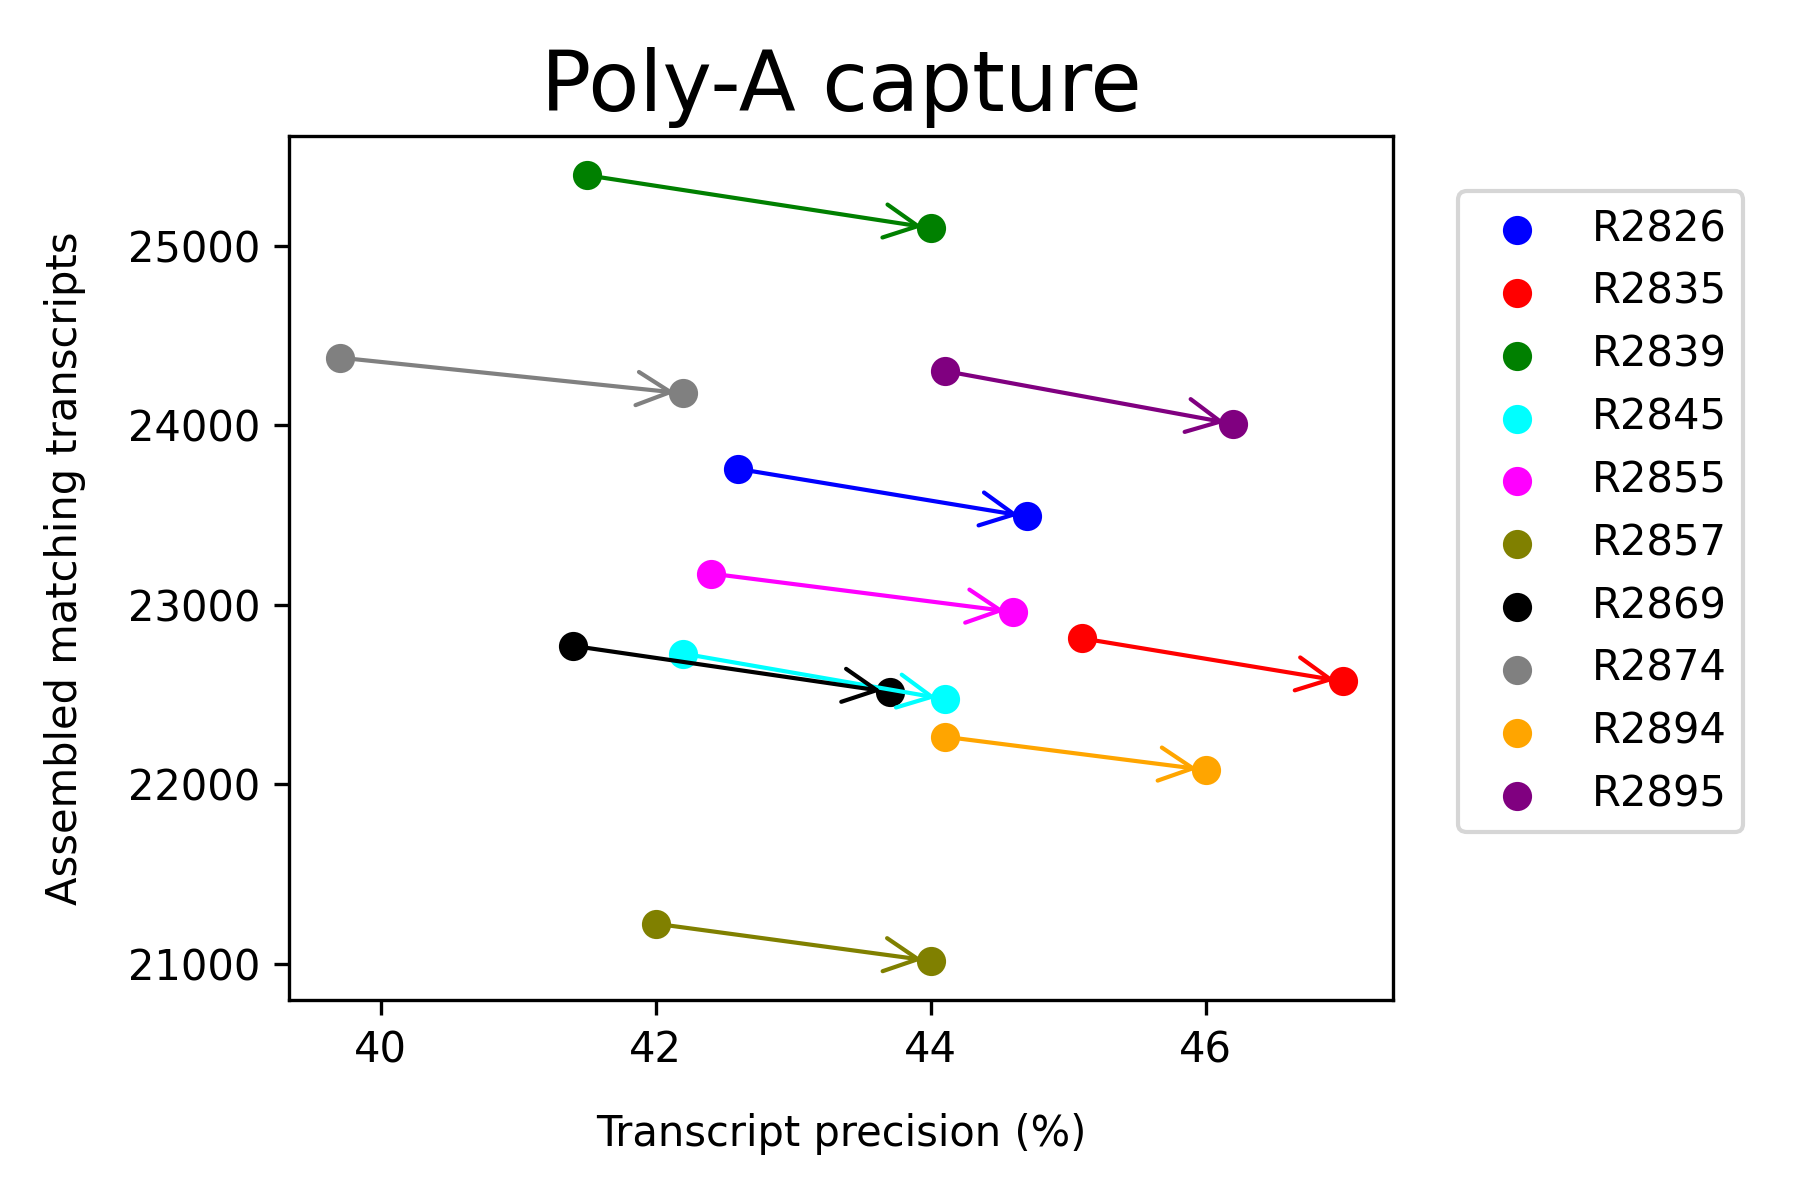 Poly-A capture
Assembled matching transcripts
25000
24000
23000
22000
21000
40
42
44
46
Transcript precision (%)
R2826
R2835
R2839
R2845
R2855
R2857
R2869
R2874
R2894
R2895